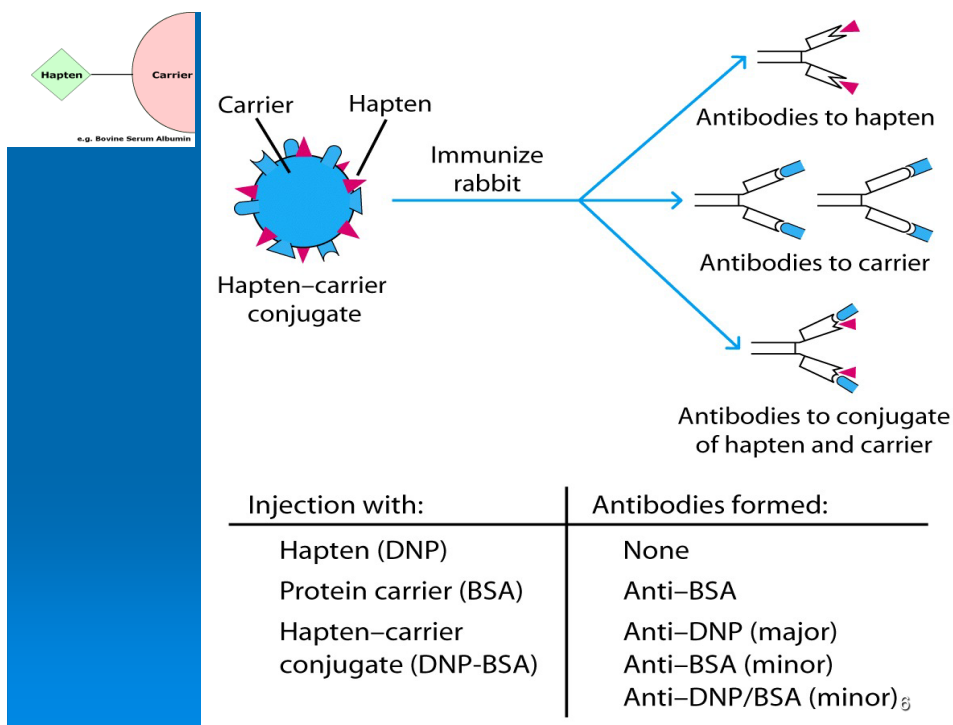 Hapten
Carrier
e.g. Bovine Serum Albumin
Carrier
Hapten
Hapten–carrier
conjugate
Immunize
rabbit
Antibodies to hapten
Antibodies to carrier
Antibodies to conjugate
of hapten and carrier
Injection with:
Antibodies formed:
Hapten (DNP)
None
Protein carrier (BSA)
Anti–BSA
Hapten–carrier
conjugate (DNP-BSA)
Anti–DNP (major)
Anti–BSA (minor)
Anti–DNP/BSA (minor)
6